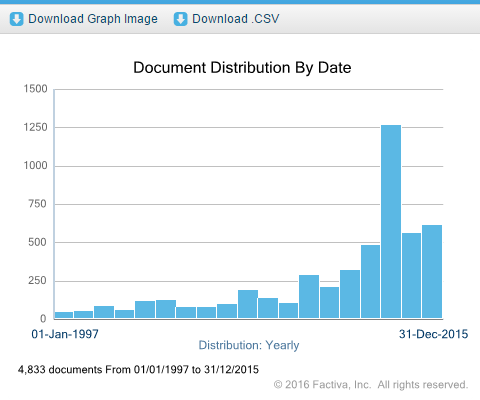 Download Graph Image Download .CSV
Document Distribution By Date
1500
1250
1000
750
500
250
0
01-Jan-1997 31-Dec-2015
Distribution: Yearly
4,833 documents From 01/01/1997 to 31/12/2015
© 2016 Factiva, Inc. All rights reserved.